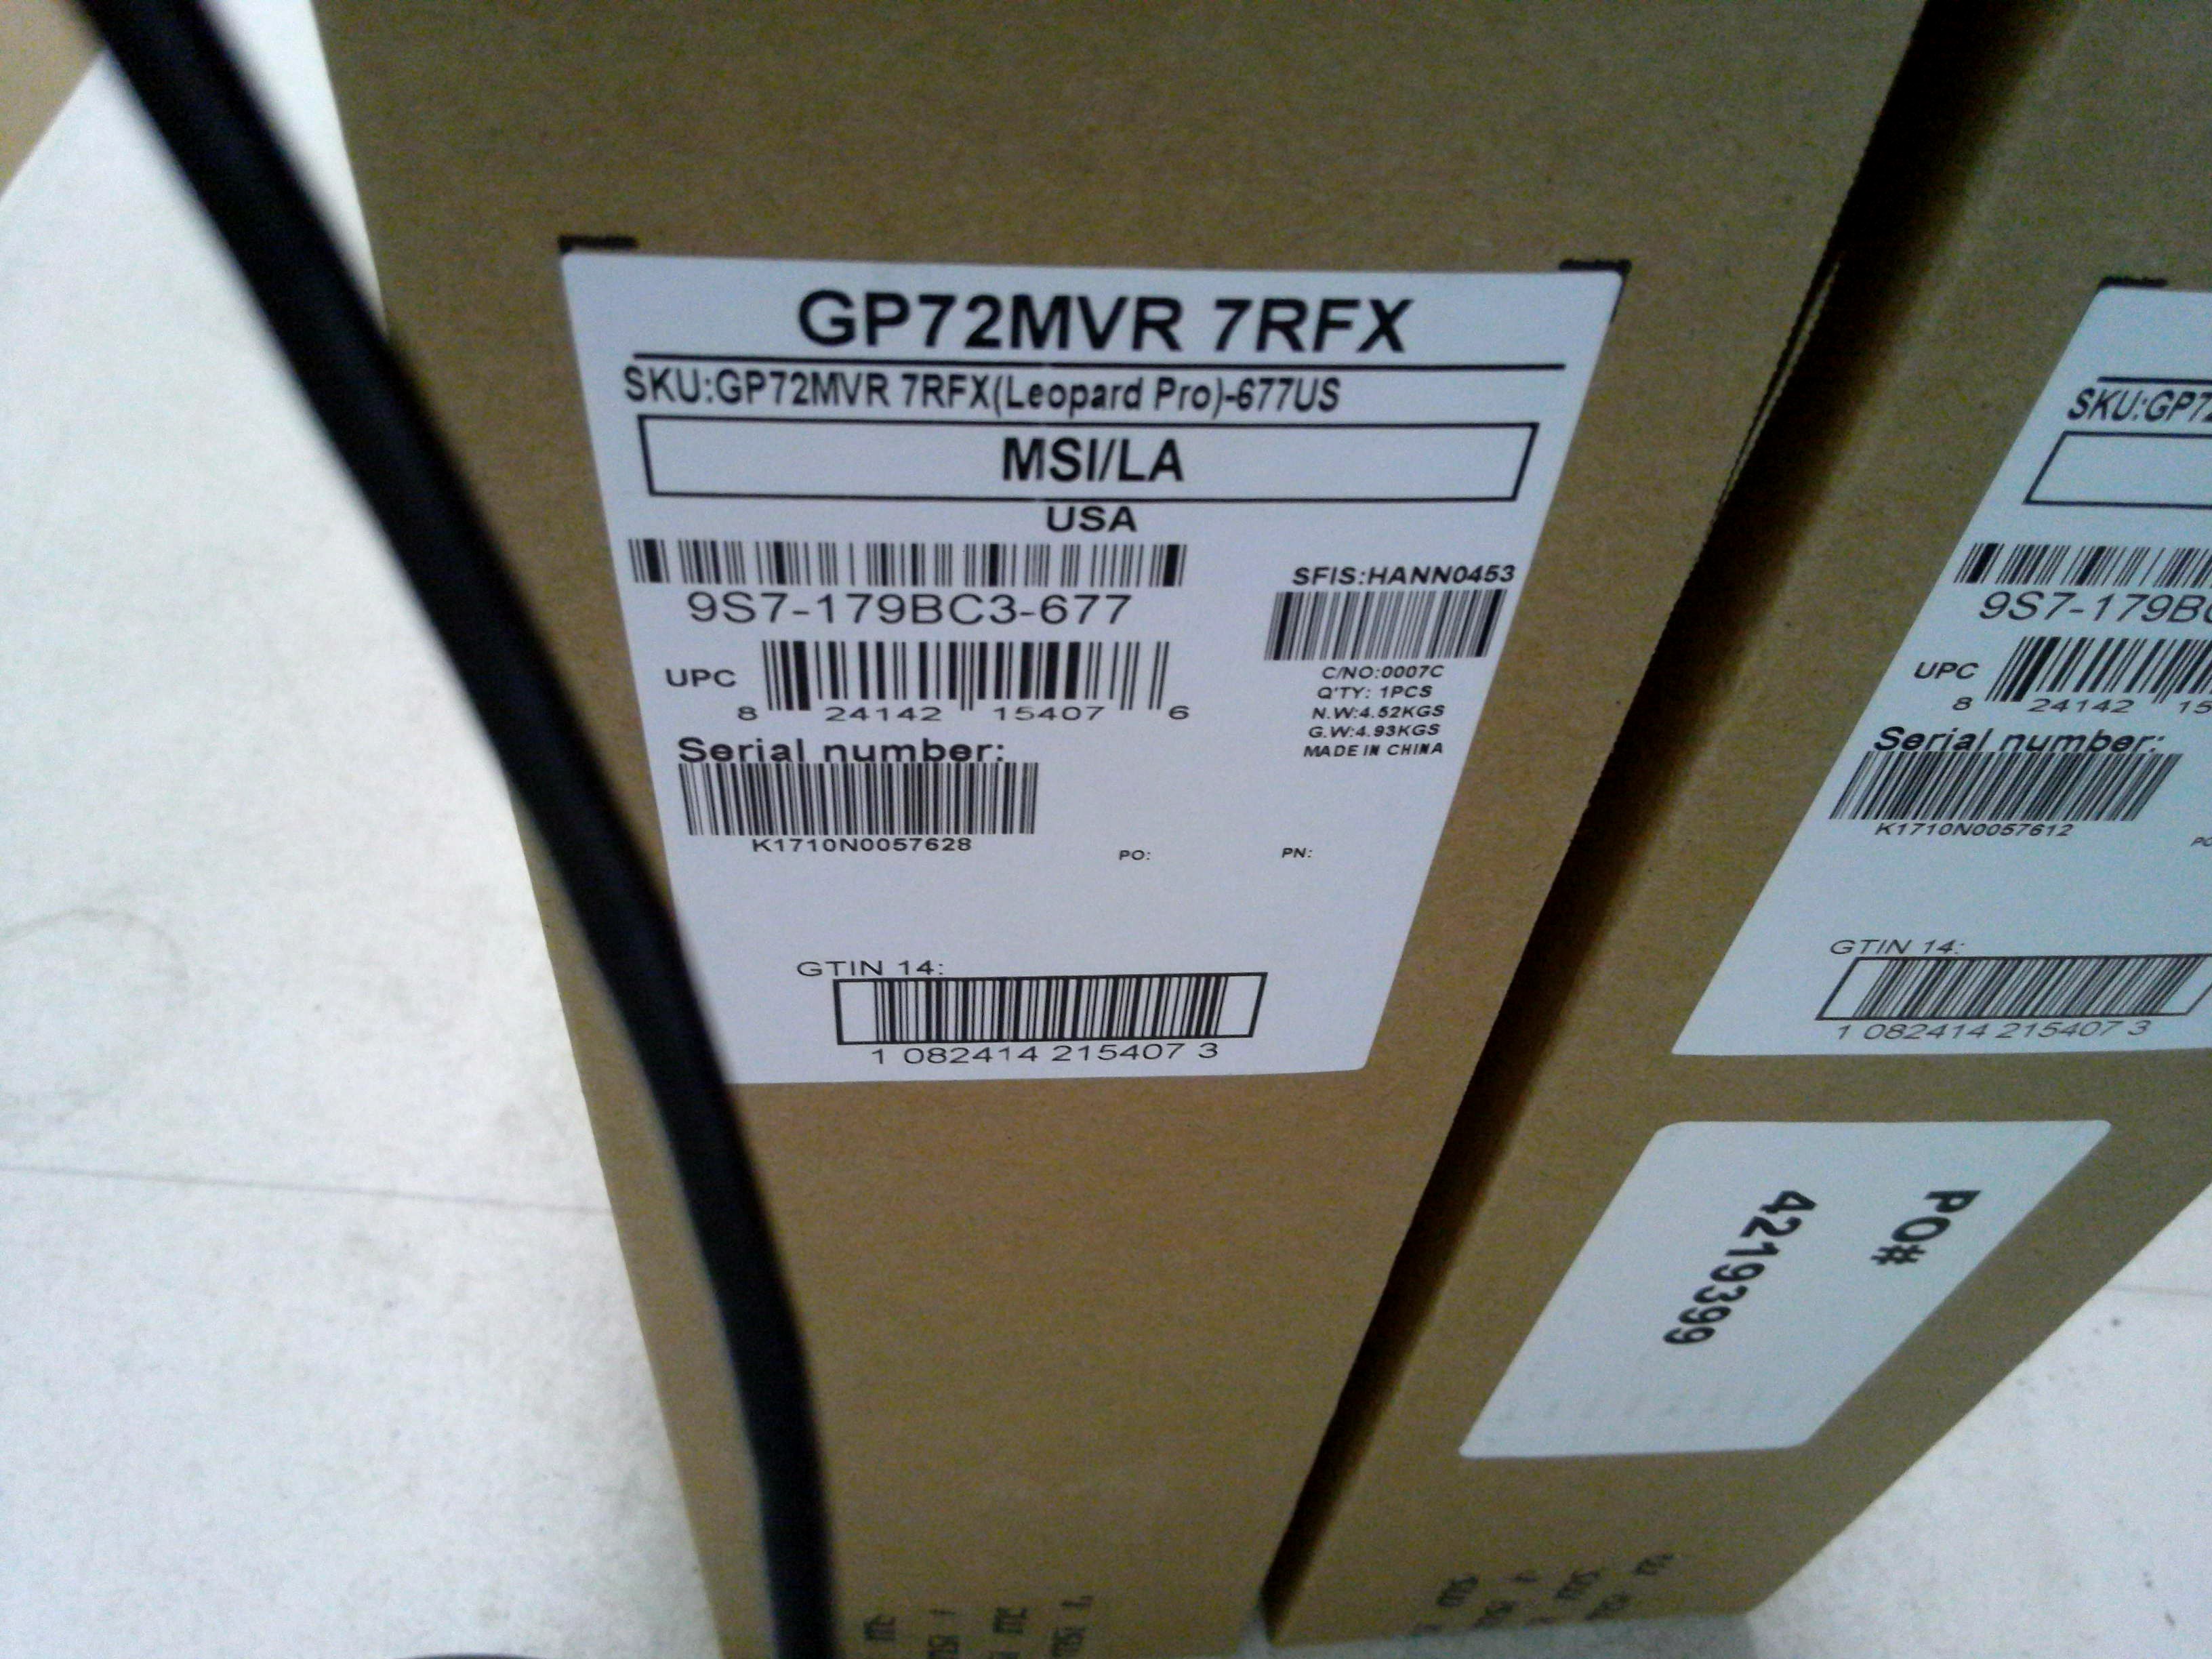 GP72MVR 7RFX
SKU:GP72MVR 7RFX(Leopard Pro)-677US
MSI/LA
USA
9S7-179BC3-677
SFIS:HANN0453
UPC
8 24142 15407 6
C/NO:0007C
Q'TY: 1PCS
N.W:4.52KGS
G.W:4.93KGS
MADE IN CHINA
Serial number:
K1710N0057628
PO:
PN:
GTIN 14:
1 082414 215407 3
SKU:GP72
9S7-179B
UPC
8 24142 15
Serial number:
K1710N0057612
PO
GTIN 14:
1 082414 215407 3
PO#
4219399